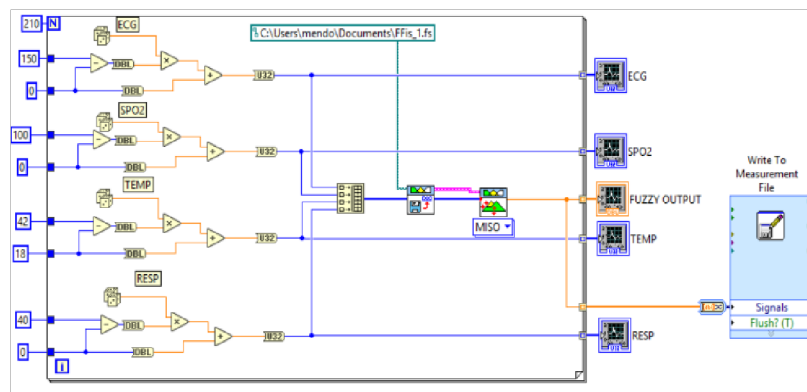 210 N
ECG
C:\Users\mendo\Documents\FFis_1.fs
150
DBL
0
DBL
U32
ECG
SPO2
100
DBL
0
DBL
U32
SPO2
Write To
Measurement
File
TEMP
FUZZY OUTPUT
MISO
42
DBL
18
DBL
U32
TEMP
RESP
Signals
Flush? (T)
40
DBL
0
DBL
U32
RESP
i